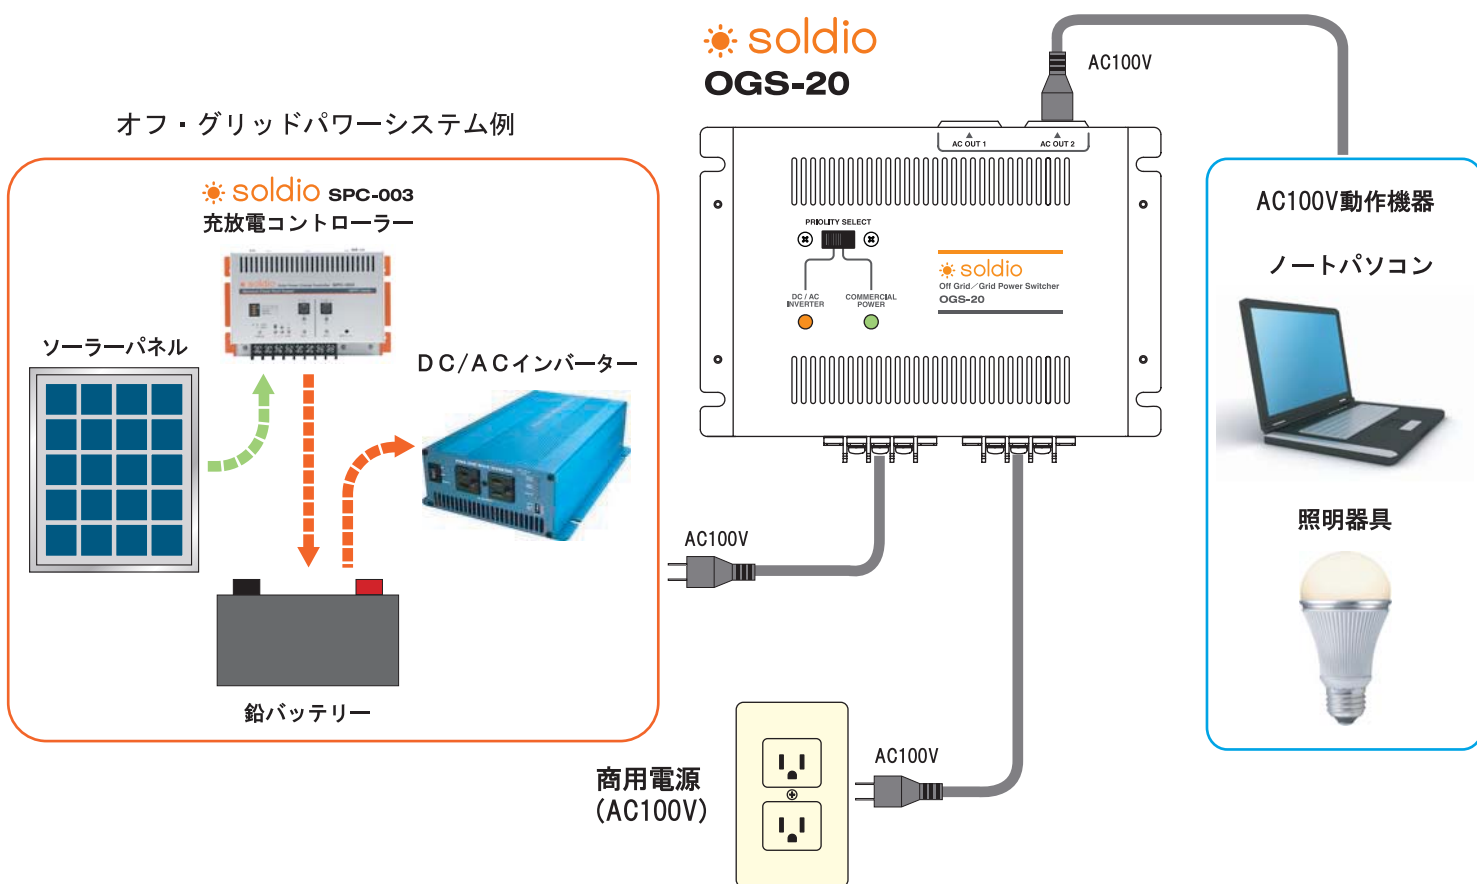 soldio
OGS-20
AC100V
オフ・グリッドパワーシステム例
soldio SPC-003
充放電コントローラー
soldio
ソーラーパネル
DC/ACインバーター
鉛バッテリー
AC OUT 1
AC OUT 2
PRIOLITY SELECT
DC / AC
INVERTER
COMMERCIAL
POWER
soldio
Off Grid/Grid Power Switcher
OGS-20
AC100V
商用電源
(AC100V)
AC100V
AC100V動作機器
ノートパソコン
照明器具